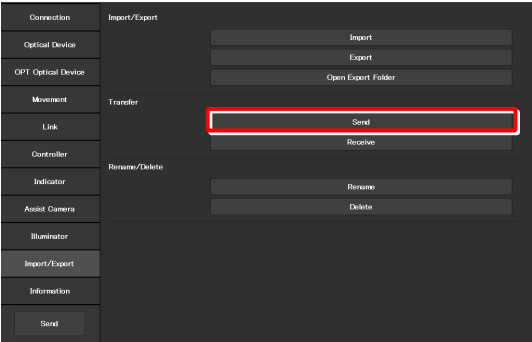 Connection
Optical Device
OPT Optical Device
Movement
Link
Controller
Indicator
Assist Camera
Illuminator
Import/Export
Information
Send
Import/Export
Import
Export
Open Export Folder
Transfer
Send
Receive
Rename/Delete
Rename
Delete